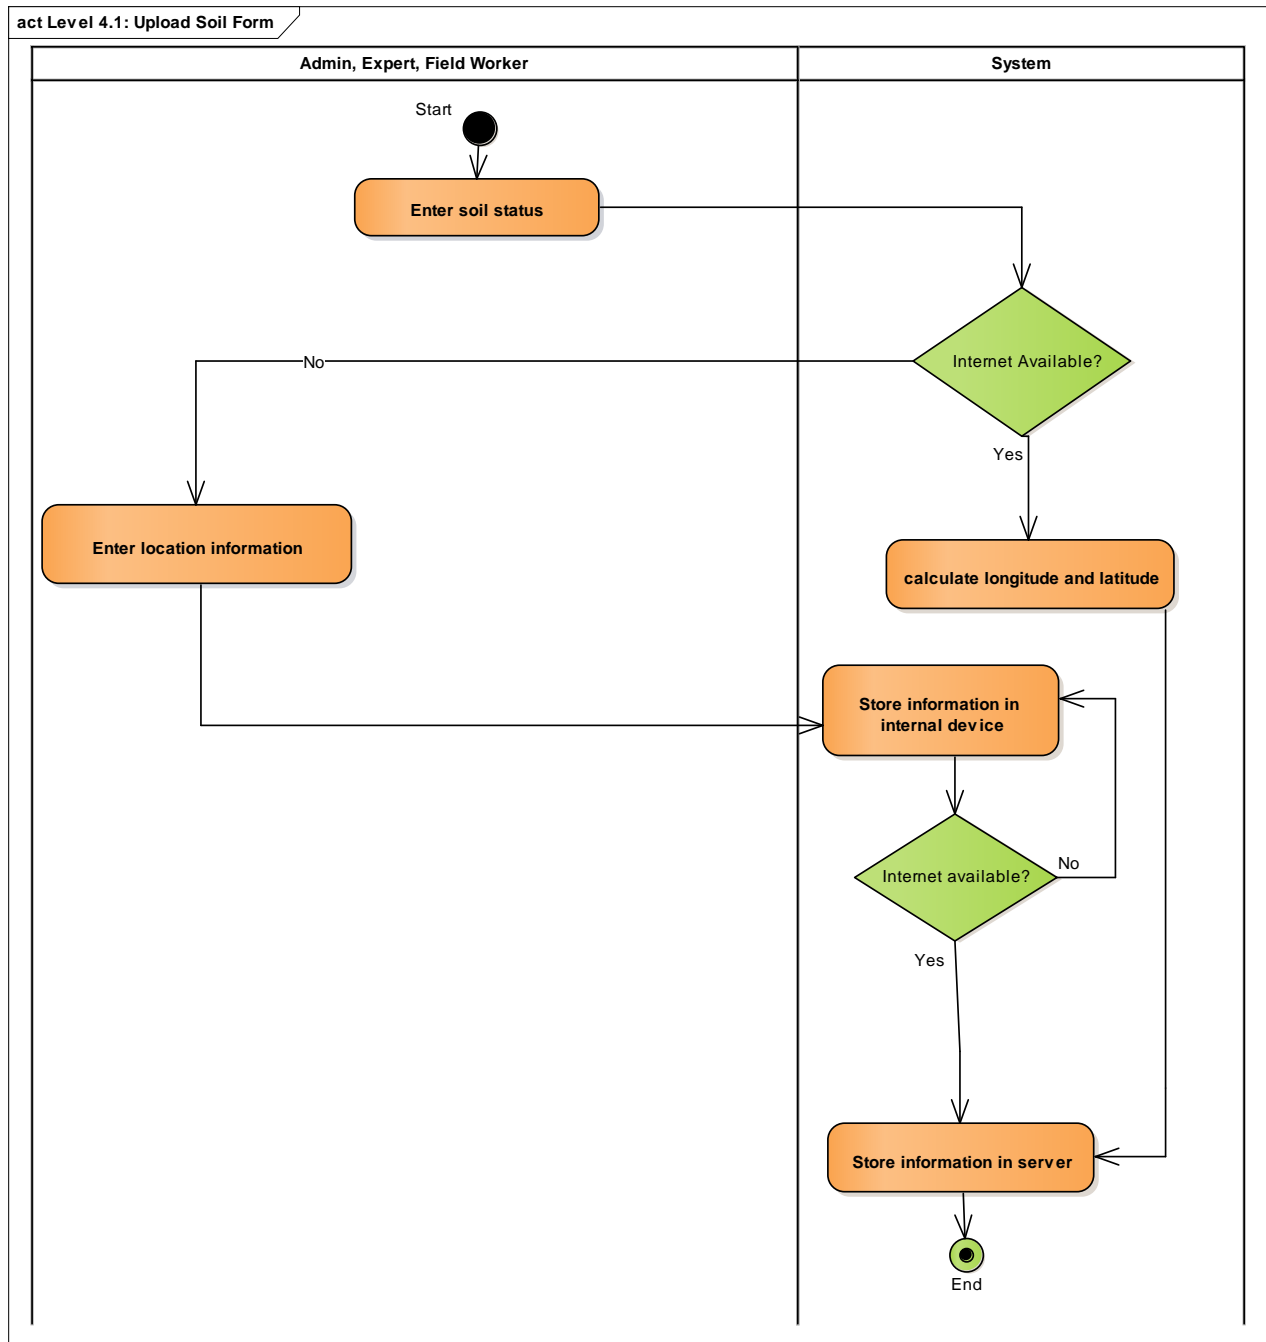 act Level 4.1: Upload Soil Form
Admin, Expert, Field Worker
System
Start
Enter soil status
Internet Available?
No
Yes
Enter location information
calculate longitude and latitude
Store information in
internal device
Internet available?
No
Yes
Store information in server
End